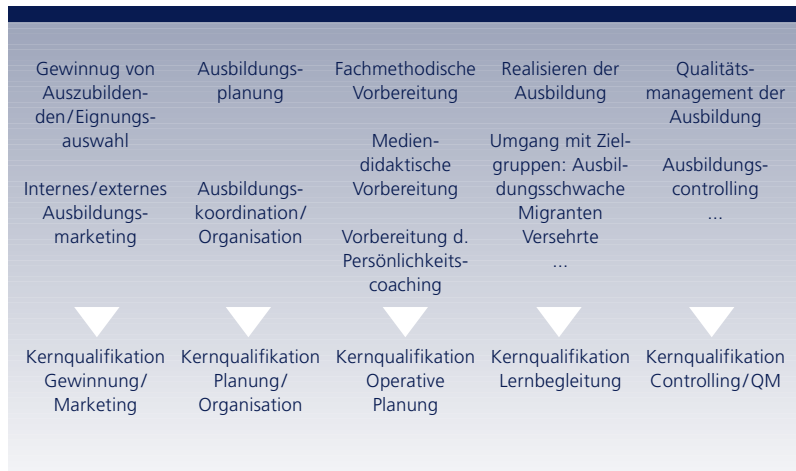 Gewinnug von
Auszubilden-
den/Eignungs-
auswahl
Internes/externes
Ausbildungs-
marketing
Kernqualifikation
Gewinnung/
Marketing
Ausbildungs-
planung
Ausbildungs-
koordination/
Organisation
Kernqualifikation
Planung/
Organisation
Fachmethodische
Vorbereitung
Medien-
didaktische
Vorbereitung
Vorbereitung d.
Persönlichkeits-
coaching
Kernqualifikation
Operative
Planung
Realisieren der
Ausbildung
Umgang mit Ziel-
gruppen: Ausbil-
dungsschwache
Migranten
Versehrte
...
Kernqualifikation
Lernbegleitung
Qualitäts-
management der
Ausbildung
Ausbildungs-
controlling
...
Kernqualifikation
Controlling/QM